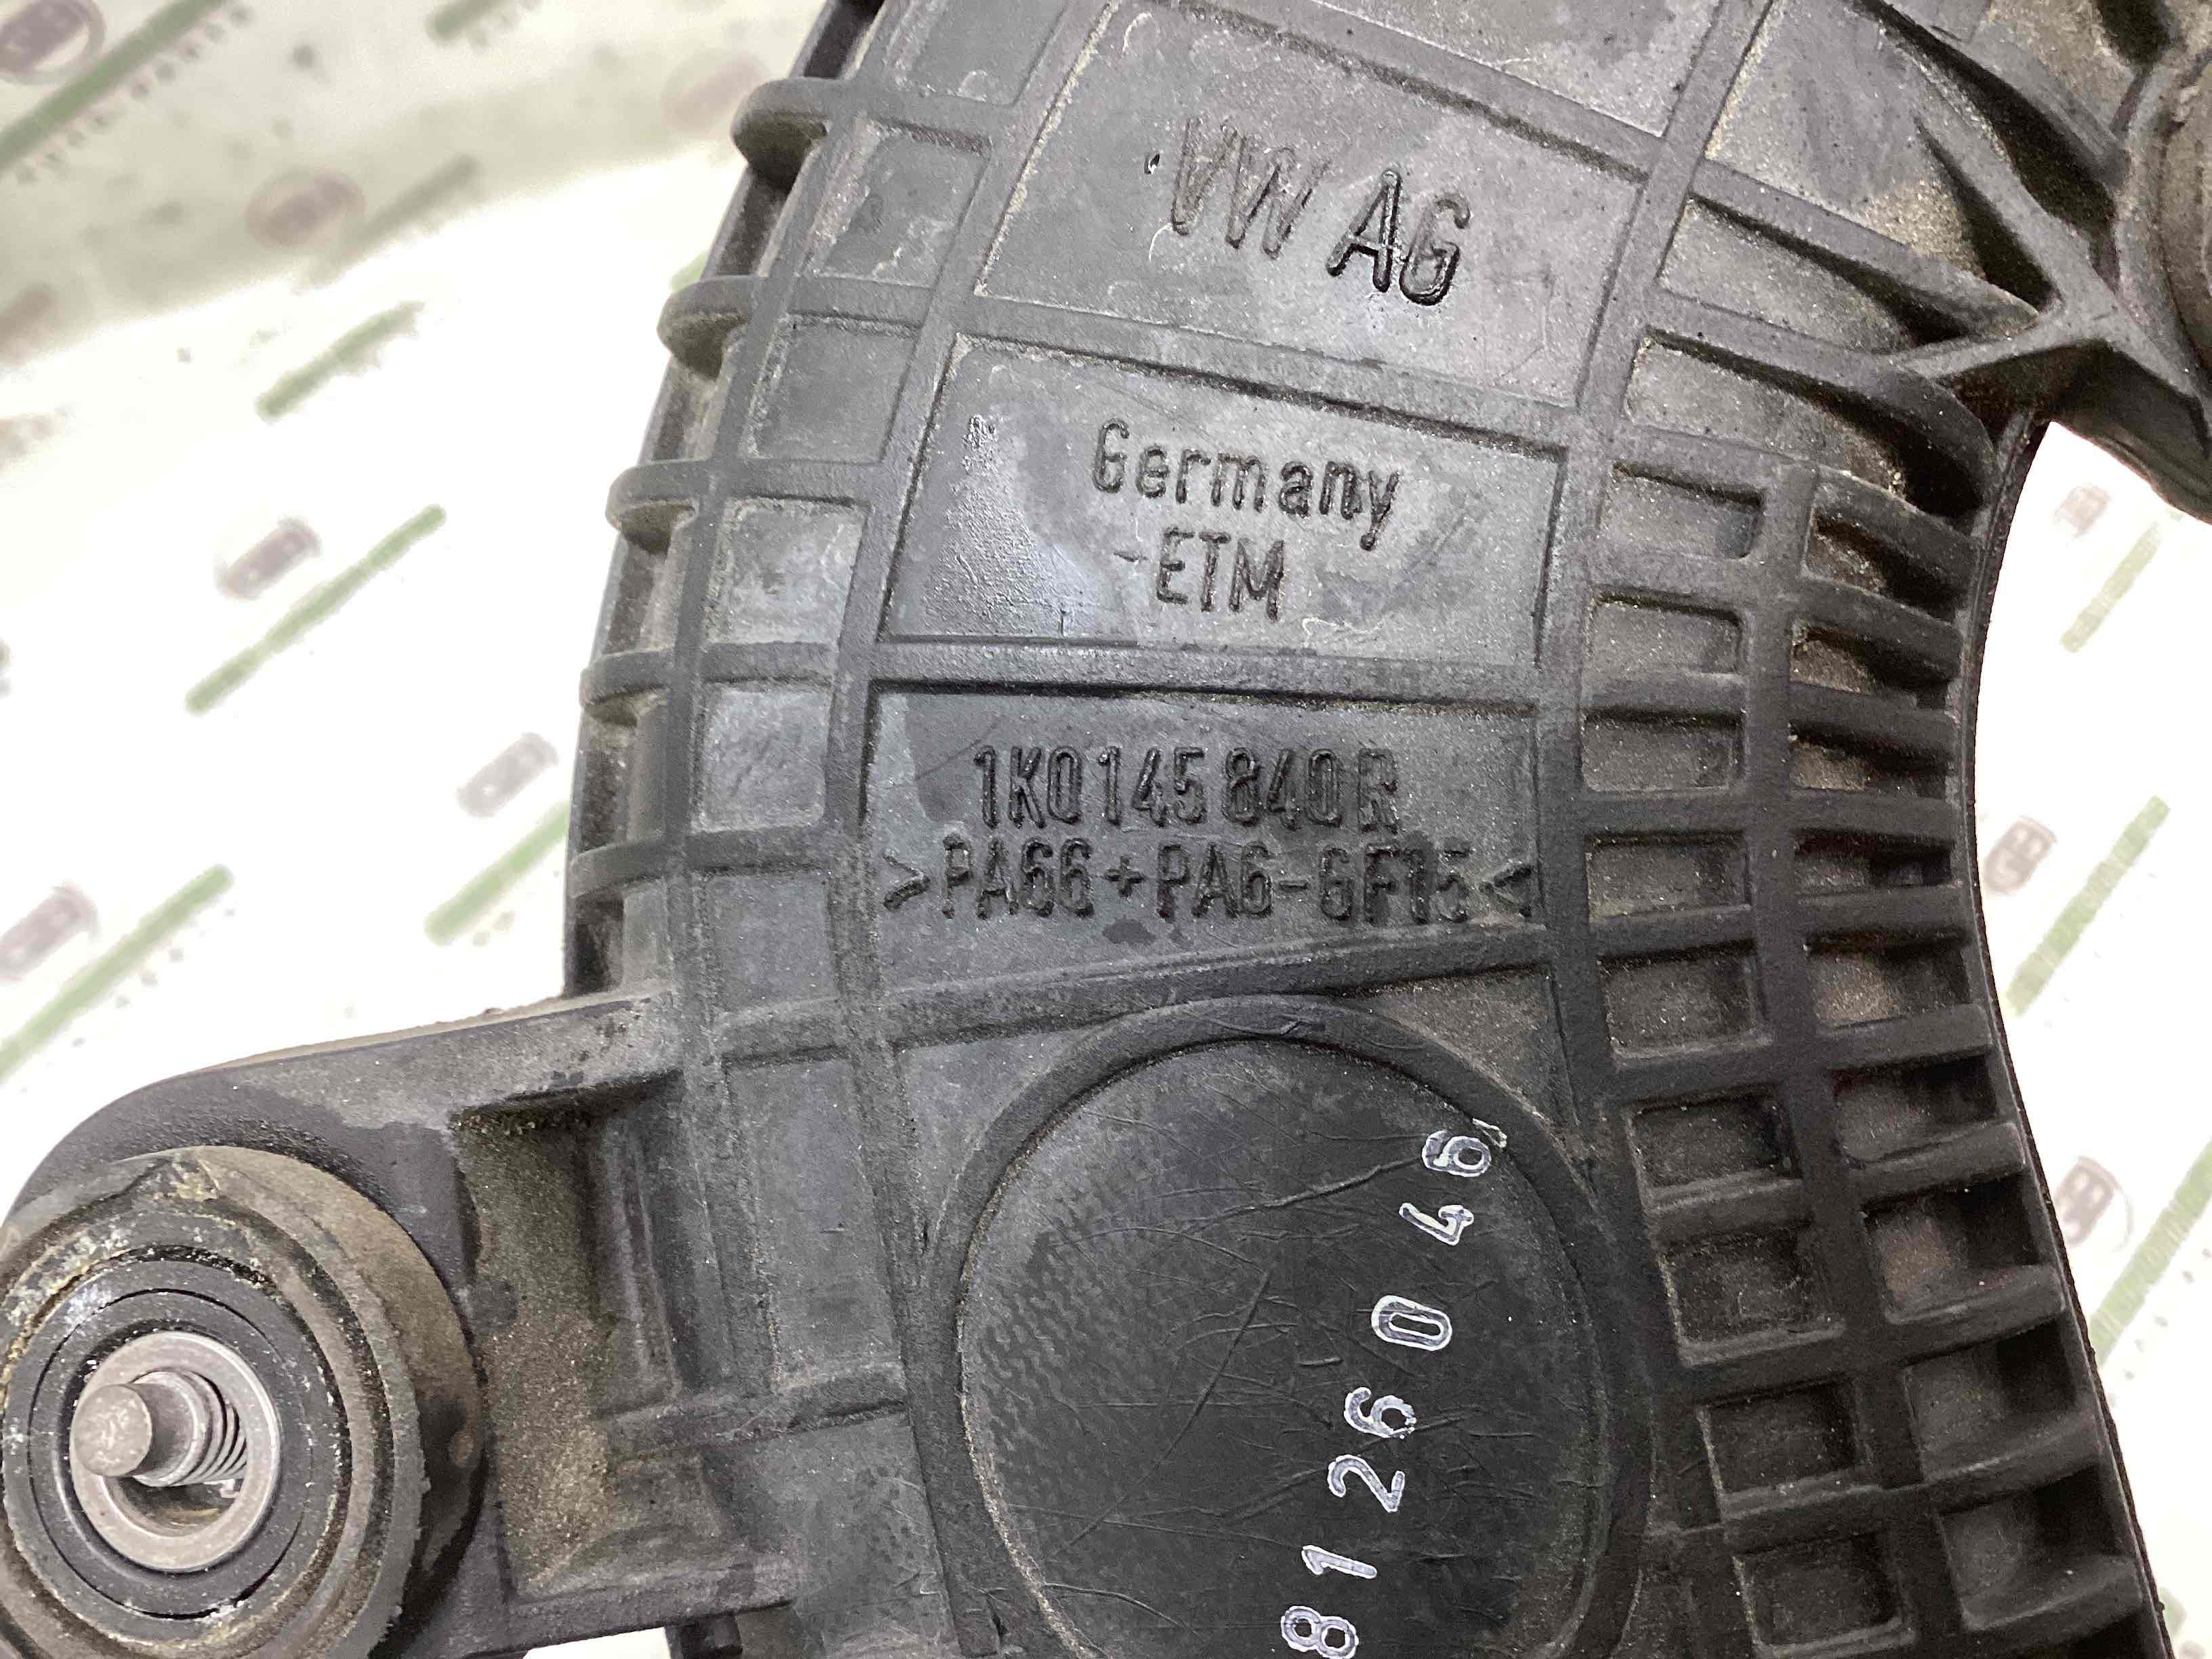 VW AG
Germany
ETM
1K0 145 840 R
>PA66+PA6-GF15<
8126046